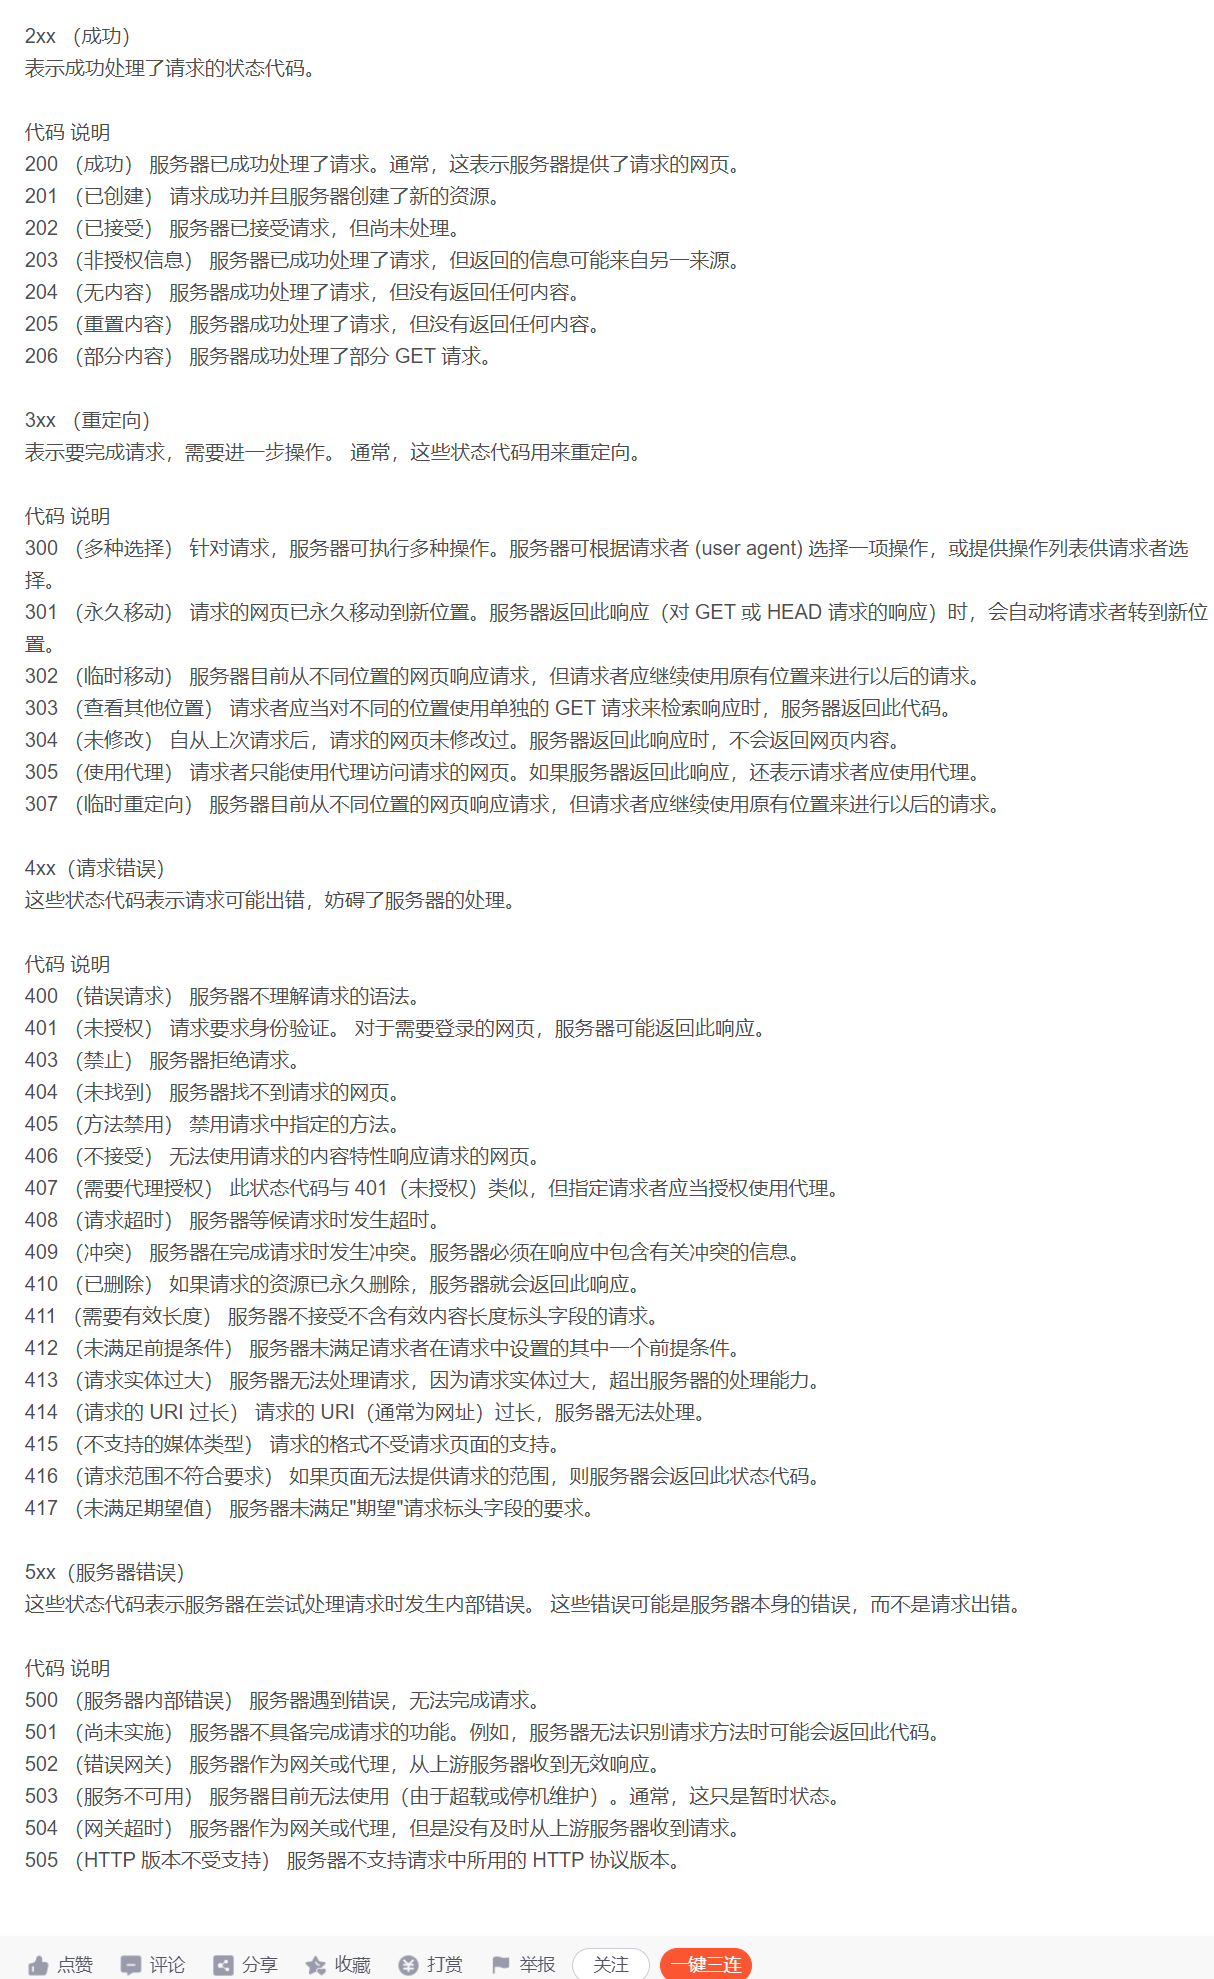 2xx （成功）
表示成功处理了请求的状态代码。
代码 说明
200 （成功） 服务器已成功处理了请求。通常，这表示服务器提供了请求的网页。
201 （已创建） 请求成功并且服务器创建了新的资源。
202 （已接受） 服务器已接受请求，但尚未处理。
203 （非授权信息） 服务器已成功处理了请求，但返回的信息可能来自另一来源。
204 （无内容） 服务器成功处理了请求，但没有返回任何内容。
205 （重置内容） 服务器成功处理了请求，但没有返回任何内容。
206 （部分内容） 服务器成功处理了部分 GET 请求。
3xx （重定向）
表示要完成请求，需要进一步操作。 通常，这些状态代码用来重定向。
代码 说明
300 （多种选择） 针对请求，服务器可执行多种操作。服务器可根据请求者 (user agent) 选择一项操作，或提供操作列表供请求者选
择。
301 （永久移动） 请求的网页已永久移动到新位置。服务器返回此响应（对 GET 或 HEAD 请求的响应）时，会自动将请求者转到新位
置。
302 （临时移动） 服务器目前从不同位置的网页响应请求，但请求者应继续使用原有位置来进行以后的请求。
303 （查看其他位置） 请求者应当对不同的位置使用单独的 GET 请求来检索响应时，服务器返回此代码。
304 （未修改） 自从上次请求后，请求的网页未修改过。服务器返回此响应时，不会返回网页内容。
305 （使用代理） 请求者只能使用代理访问请求的网页。如果服务器返回此响应，还表示请求者应使用代理。
307 （临时重定向） 服务器目前从不同位置的网页响应请求，但请求者应继续使用原有位置来进行以后的请求。
4xx（请求错误）
这些状态代码表示请求可能出错，妨碍了服务器的处理。
代码 说明
400 （错误请求） 服务器不理解请求的语法。
401 （未授权） 请求要求身份验证。 对于需要登录的网页，服务器可能返回此响应。
403 （禁止） 服务器拒绝请求。
404 （未找到） 服务器找不到请求的网页。
405 （方法禁用） 禁用请求中指定的方法。
406 （不接受） 无法使用请求的内容特性响应请求的网页。
407 （需要代理授权） 此状态代码与 401（未授权）类似，但指定请求者应当授权使用代理。
408 （请求超时） 服务器等候请求时发生超时。
409 （冲突） 服务器在完成请求时发生冲突。服务器必须在响应中包含有关冲突的信息。
410 （已删除） 如果请求的资源已永久删除，服务器就会返回此响应。
411 （需要有效长度） 服务器不接受不含有效内容长度标头字段的请求。
412 （未满足前提条件） 服务器未满足请求者在请求中设置的其中一个前提条件。
413 （请求实体过大） 服务器无法处理请求，因为请求实体过大，超出服务器的处理能力。
414 （请求的 URI 过长） 请求的 URI（通常为网址）过长，服务器无法处理。
415 （不支持的媒体类型） 请求的格式不受请求页面的支持。
416 （请求范围不符合要求） 如果页面无法提供请求的范围，则服务器会返回此状态代码。
417 （未满足期望值） 服务器未满足"期望"请求标头字段的要求。
5xx（服务器错误）
这些状态代码表示服务器在尝试处理请求时发生内部错误。 这些错误可能是服务器本身的错误，而不是请求出错。
代码 说明
500 （服务器内部错误） 服务器遇到错误，无法完成请求。
501 （尚未实施） 服务器不具备完成请求的功能。例如，服务器无法识别请求方法时可能会返回此代码。
502 （错误网关） 服务器作为网关或代理，从上游服务器收到无效响应。
503 （服务不可用） 服务器目前无法使用（由于超载或停机维护）。通常，这只是暂时状态。
504 （网关超时） 服务器作为网关或代理，但是没有及时从上游服务器收到请求。
505 （HTTP 版本不受支持） 服务器不支持请求中所用的 HTTP 协议版本。
点赞 评论 分享 收藏 打赏 举报 关注 一键三连